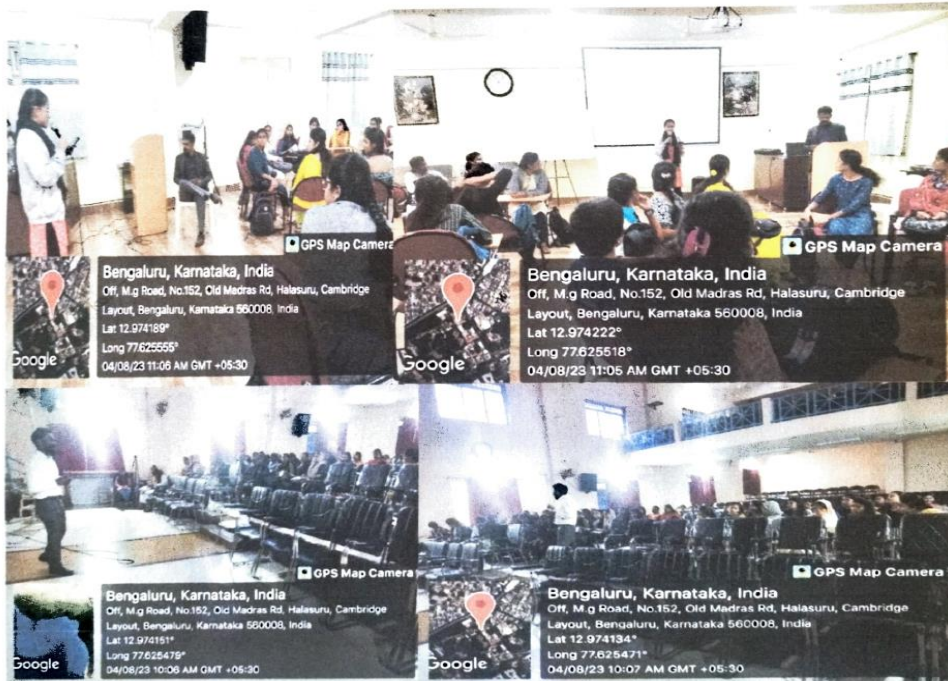 GPS Map Camera
Google
Bengaluru, Karnataka, India
Off, M.g Road, No.152, Old Madras Rd, Halasuru, Cambridge
Layout, Bengaluru, Karnataka 560008, India
Lat 12.974189°
Long 77.625555°
04/08/23 11:06 AM GMT +05:30
GPS Map Camera
Google
Bengaluru, Karnataka, India
Off, M.g Road, No.152, Old Madras Rd, Halasuru, Cambridge
Layout, Bengaluru, Karnataka 560008, India
Lat 12.974222°
Long 77.625518°
04/08/23 11:05 AM GMT +05:30
GPS Map Camera
Google
Bengaluru, Karnataka, India
Off, M.g Road, No.152, Old Madras Rd, Halasuru, Cambridge
Layout, Bengaluru, Karnataka 560008, India
Lat 12.974151°
Long 77.625479°
04/08/23 10:06 AM GMT +05:30
GPS Map Camera
Google
Bengaluru, Karnataka, India
Off, M.g Road, No.152, Old Madras Rd, Halasuru, Cambridge
Layout, Bengaluru, Karnataka 560008, India
Lat 12.974134°
Long 77.625471°
04/08/23 10:07 AM GMT +05:30